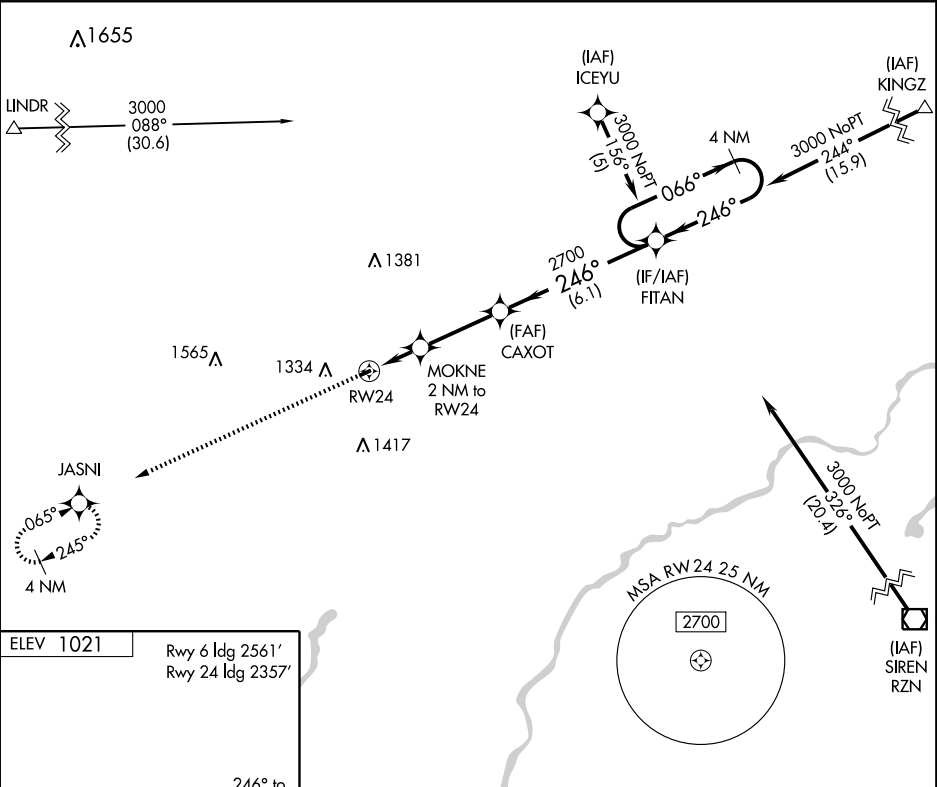 1655
LINDR
3000
088°
(30.6)
(IAF)
ICEYU
3000 NoPT
156°
(5)
4 NM
066°
246°
(IAF)
KINGZ
3000 NoPT
244°
(15.9)
(IF/IAF)
FITAN
2700
246°
(6.1)
1381
(FAF)
CAXOT
MOKNE
2 NM to
RW24
1565
1334
RW24
1417
JASNI
065°
245°
4 NM
3000 NoPT
326°
(20.4)
(IAF)
SIREN
RZN
MSA RW24 25 NM
2700
ELEV 1021
Rwy 6 ldg 2561'
Rwy 24 ldg 2357'
246° to